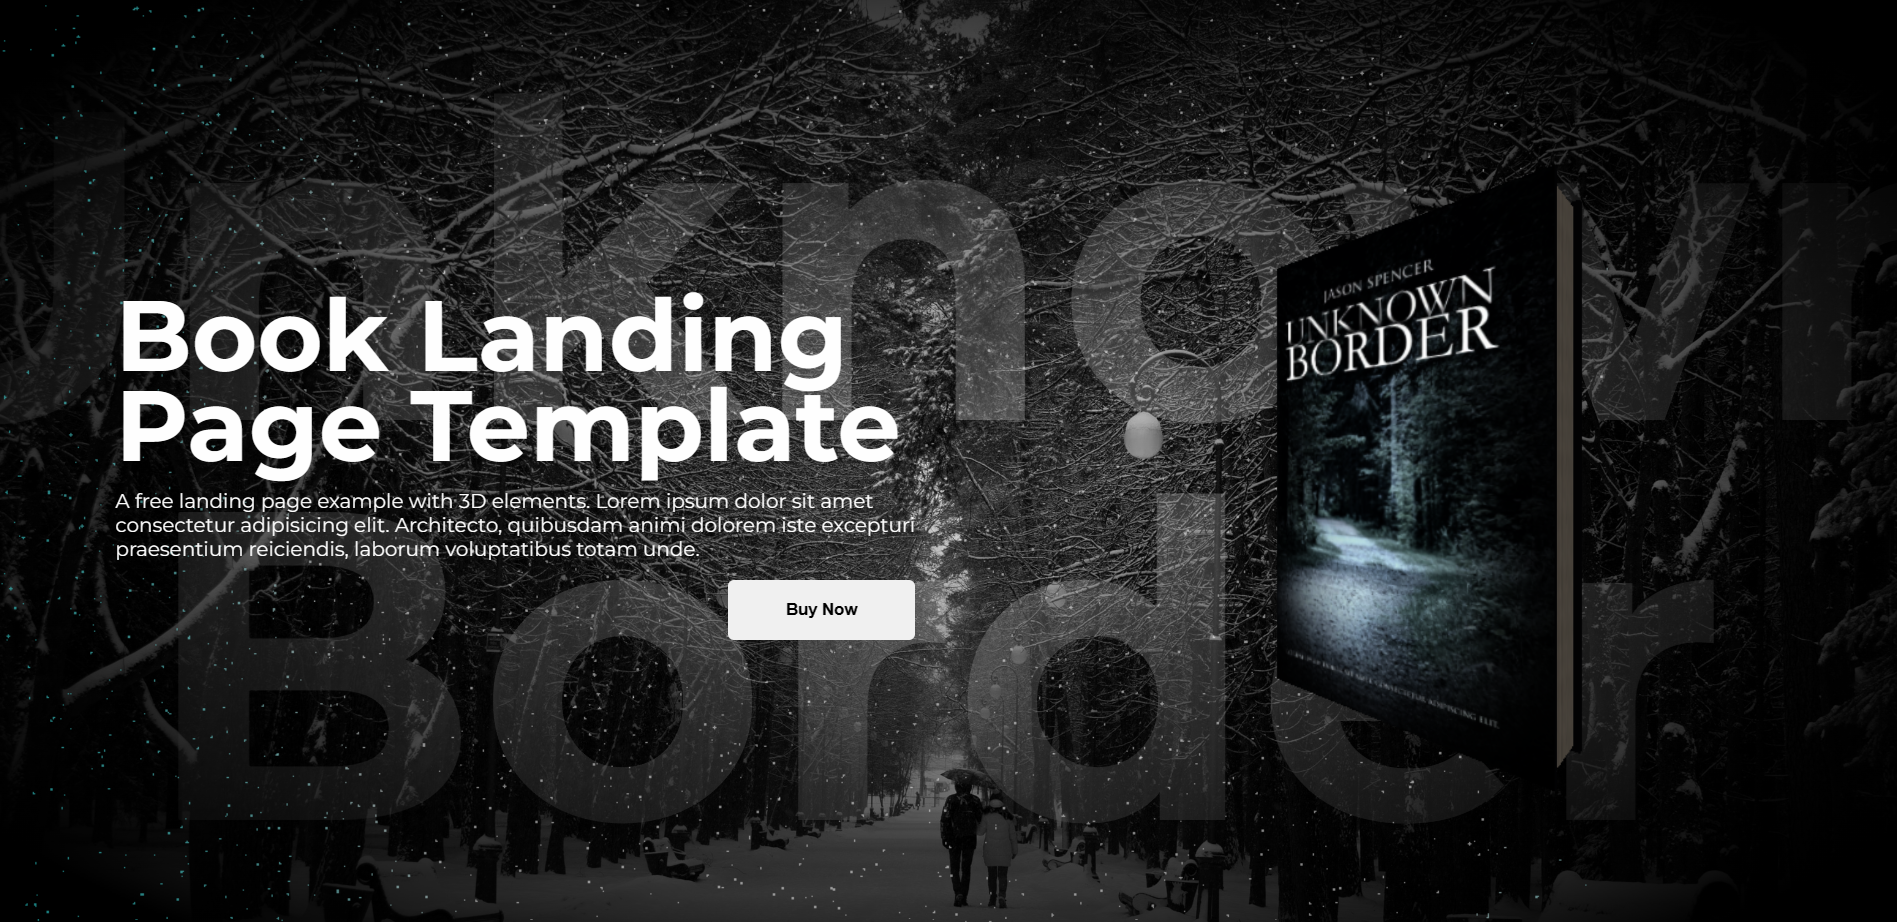 Unknown
Border
Book Landing
Page Template
A free landing page example with 3D elements. Lorem ipsum dolor sit amet
consectetur adipisicing elit. Architecto, quibusdam animi dolorem iste excepturi
praesentium reiciendis, laborum voluptatibus totam unde.
Buy Now
JASON SPENCER
UNKNOWN
BORDER
ADIPISCING ELIT.